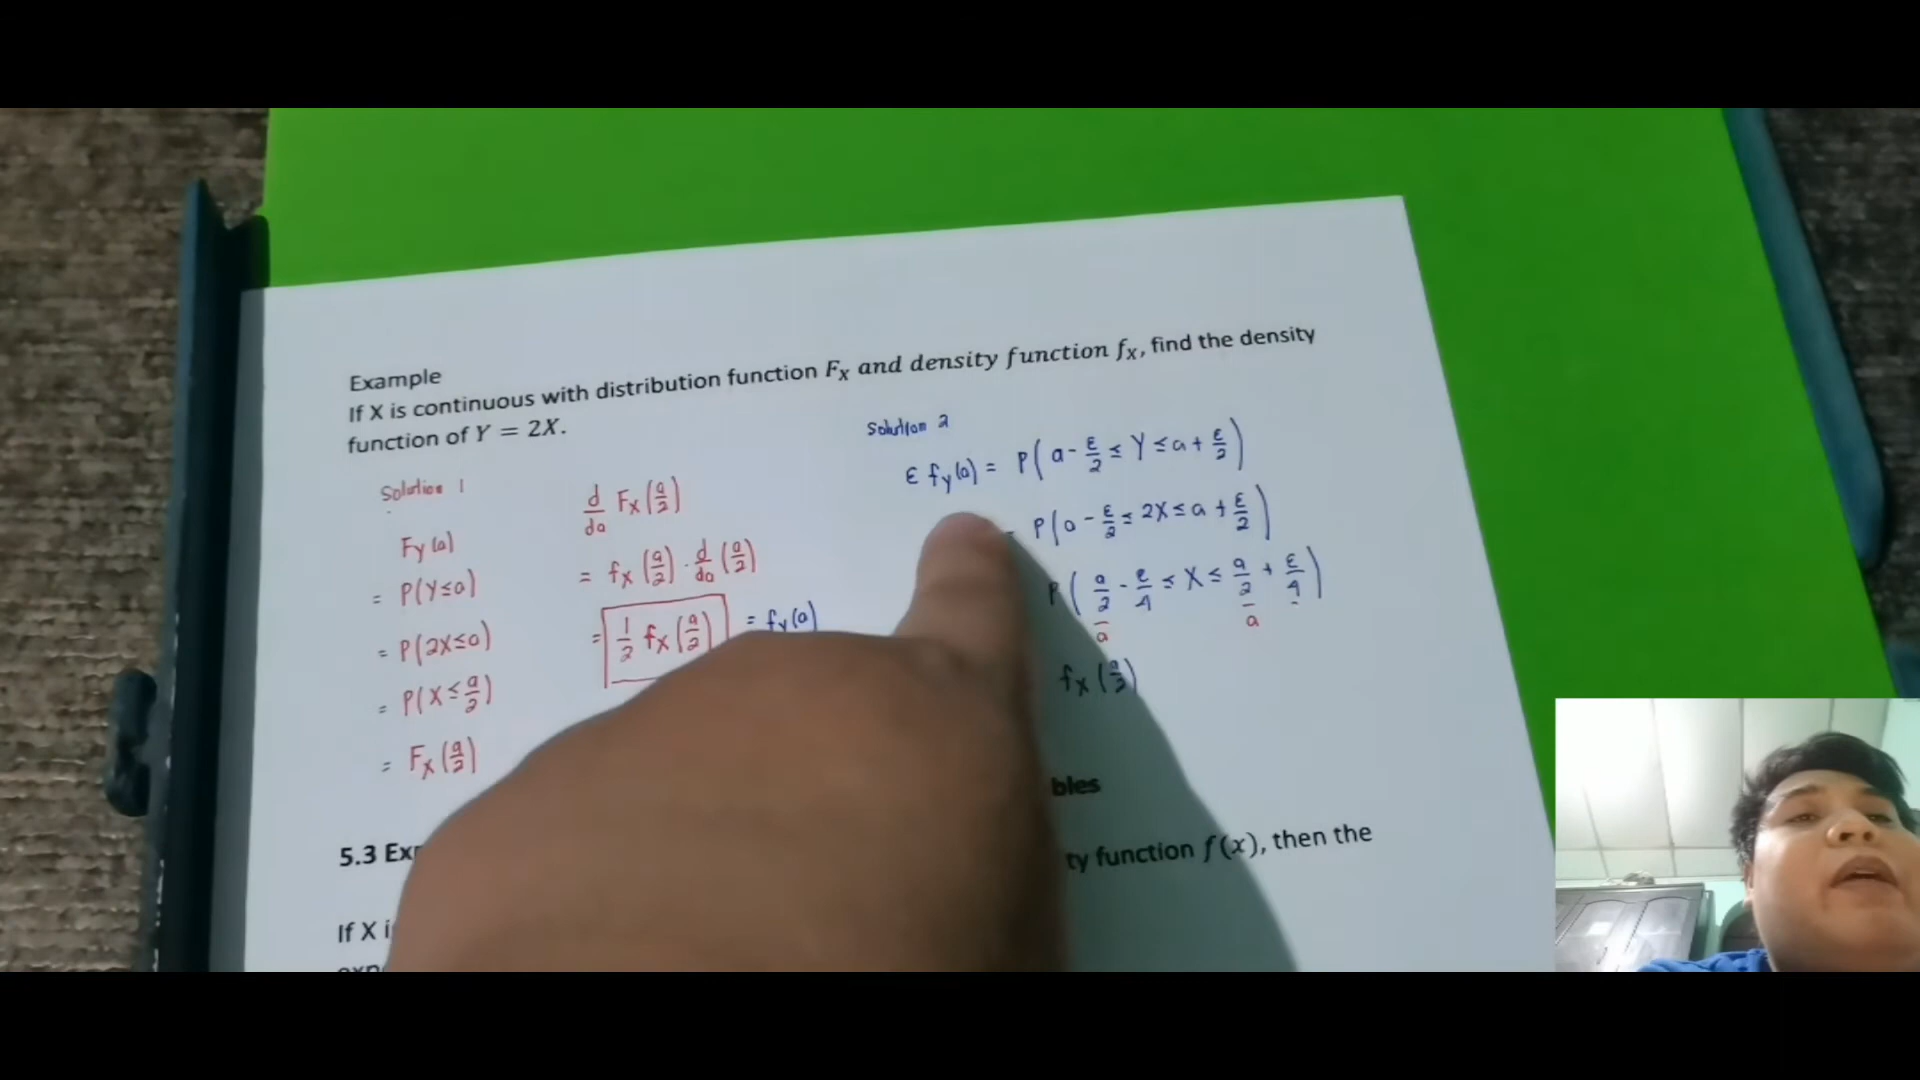 Example
If X is continuous with distribution function Fₓ and density function fₓ, find the density
function of Y = 2X.
Solution 1
F_Y(a)
= P(Y≤a)
= P(2X≤a)
= P(X≤a/2)
= F_X(a/2)
d/da F_X(a/2)
= f_X(a/2) · d/da(a/2)
= 1/2 f_X(a/2) = f_Y(a)
Solution 2
ε f_Y(a) = P(a - ε/2 ≤ Y ≤ a + ε/2)
P(a - ε/2 ≤ 2X ≤ a + ε/2)
P(a/2 - ε/4 ≤ X ≤ a/2 + ε/4)
a a
f_X(a/2)
bles
5.3 Ex
ty function f(x), then the
If X i